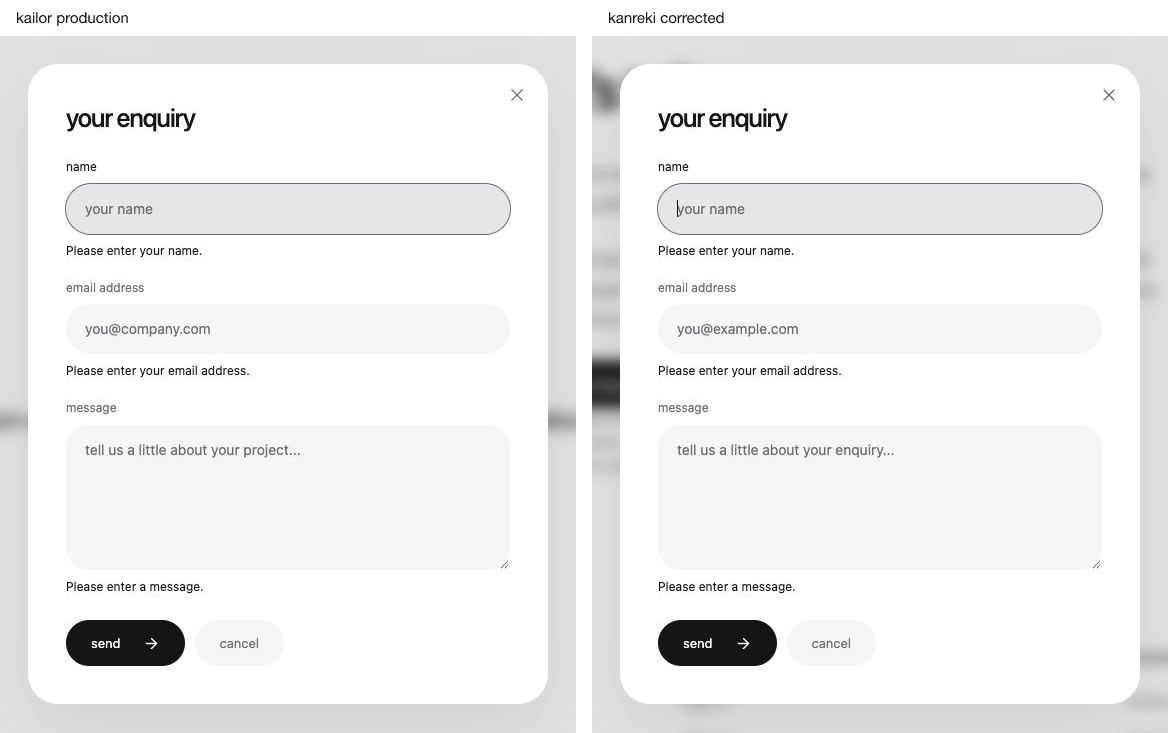 kailor production
your enquiry
name
your name
Please enter your name.
email address
you@company.com
Please enter your email address.
message
tell us a little about your project...
Please enter a message.
send
cancel
kanreki corrected
your enquiry
name
your name
Please enter your name.
email address
you@example.com
Please enter your email address.
message
tell us a little about your enquiry...
Please enter a message.
send
cancel